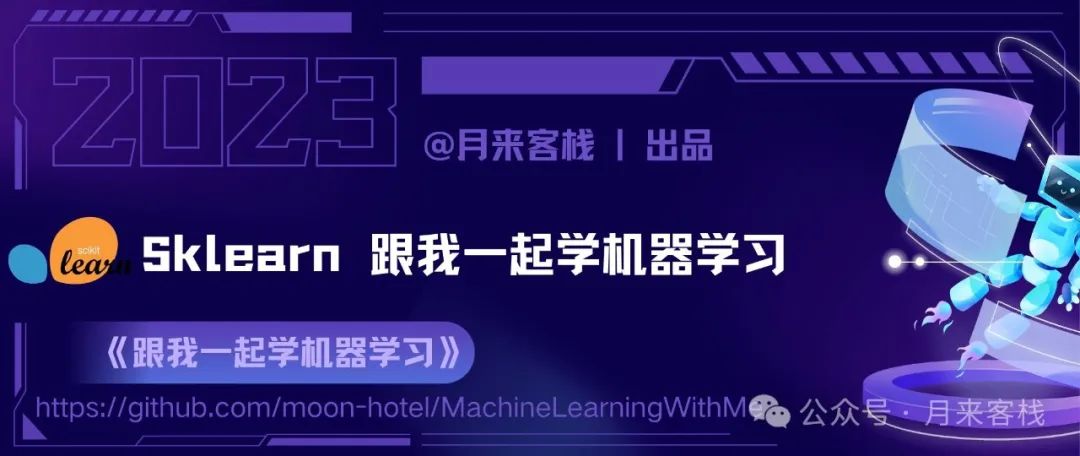 2023
@月来客栈 | 出品
scikit
learn
Sklearn 跟我一起学机器学习
《跟我一起学机器学习》
https://github.com/moon-hotel/MachineLearningWithMe
公众号 · 月来客栈